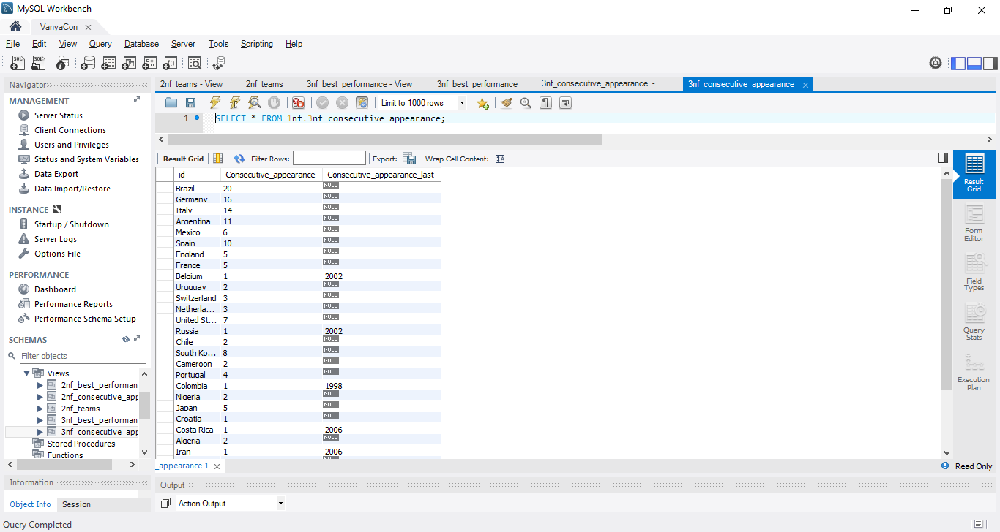 MySQL Workbench
VanyaCon
File Edit View Query Database Server Tools Scripting Help
Navigator
MANAGEMENT
Server Status
Client Connections
Users and Privileges
Status and System Variables
Data Export
Data Import/Restore
INSTANCE
Startup / Shutdown
Server Logs
Options File
PERFORMANCE
Dashboard
Performance Reports
Performance Schema Setup
SCHEMAS
Filter objects
Views
2nf_best_performan
2nf_consecutive_app
2nf_teams
3nf_best_performan
3nf_consecutive_app
Stored Procedures
Functions
Information
Object Info Session
Query Completed
2nf_teams - View 2nf_teams 3nf_best_performance - View 3nf_best_performance 3nf_consecutive_appearance -... 3nf_consecutive_appearance
Limit to 1000 rows
1 SELECT * FROM 1nf.3nf_consecutive_appearance;
Result Grid Filter Rows: Export: Wrap Cell Content:
id Consecutive_appearance Consecutive_appearance_last
Brazil 20 NULL
Germany 16 NULL
Italy 14 NULL
Argentina 11 NULL
Mexico 6 NULL
Spain 10 NULL
England 5 NULL
France 5 NULL
Belgium 1 2002
Uruguay 2 NULL
Switzerland 3 NULL
Netherla... 3 NULL
United St... 7 NULL
Russia 1 2002
Chile 2 NULL
South Ko... 8 NULL
Cameroon 2 NULL
Portugal 4 NULL
Colombia 1 1998
Nigeria 2 NULL
Japan 5 NULL
Croatia 1 NULL
Costa Rica 1 2006
Algeria 2 NULL
Iran 1 2006
NULL
Result Grid
Form Editor
Field Types
Query Stats
Execution Plan
_appearance 1
Read Only
Output
Action Output